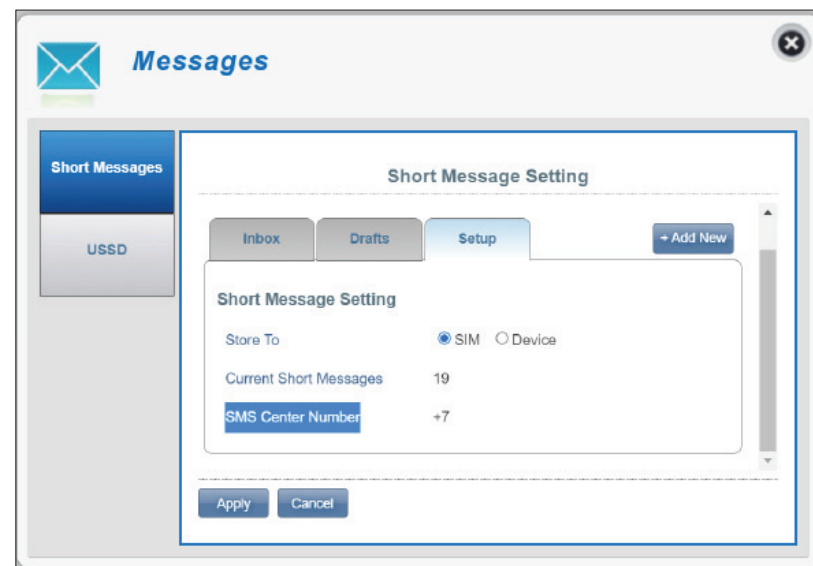 Messages
Short Messages
USSD
Short Message Setting
Inbox Drafts Setup + Add New
Short Message Setting
Store To SIM Device
Current Short Messages 19
SMS Center Number +7
Apply Cancel